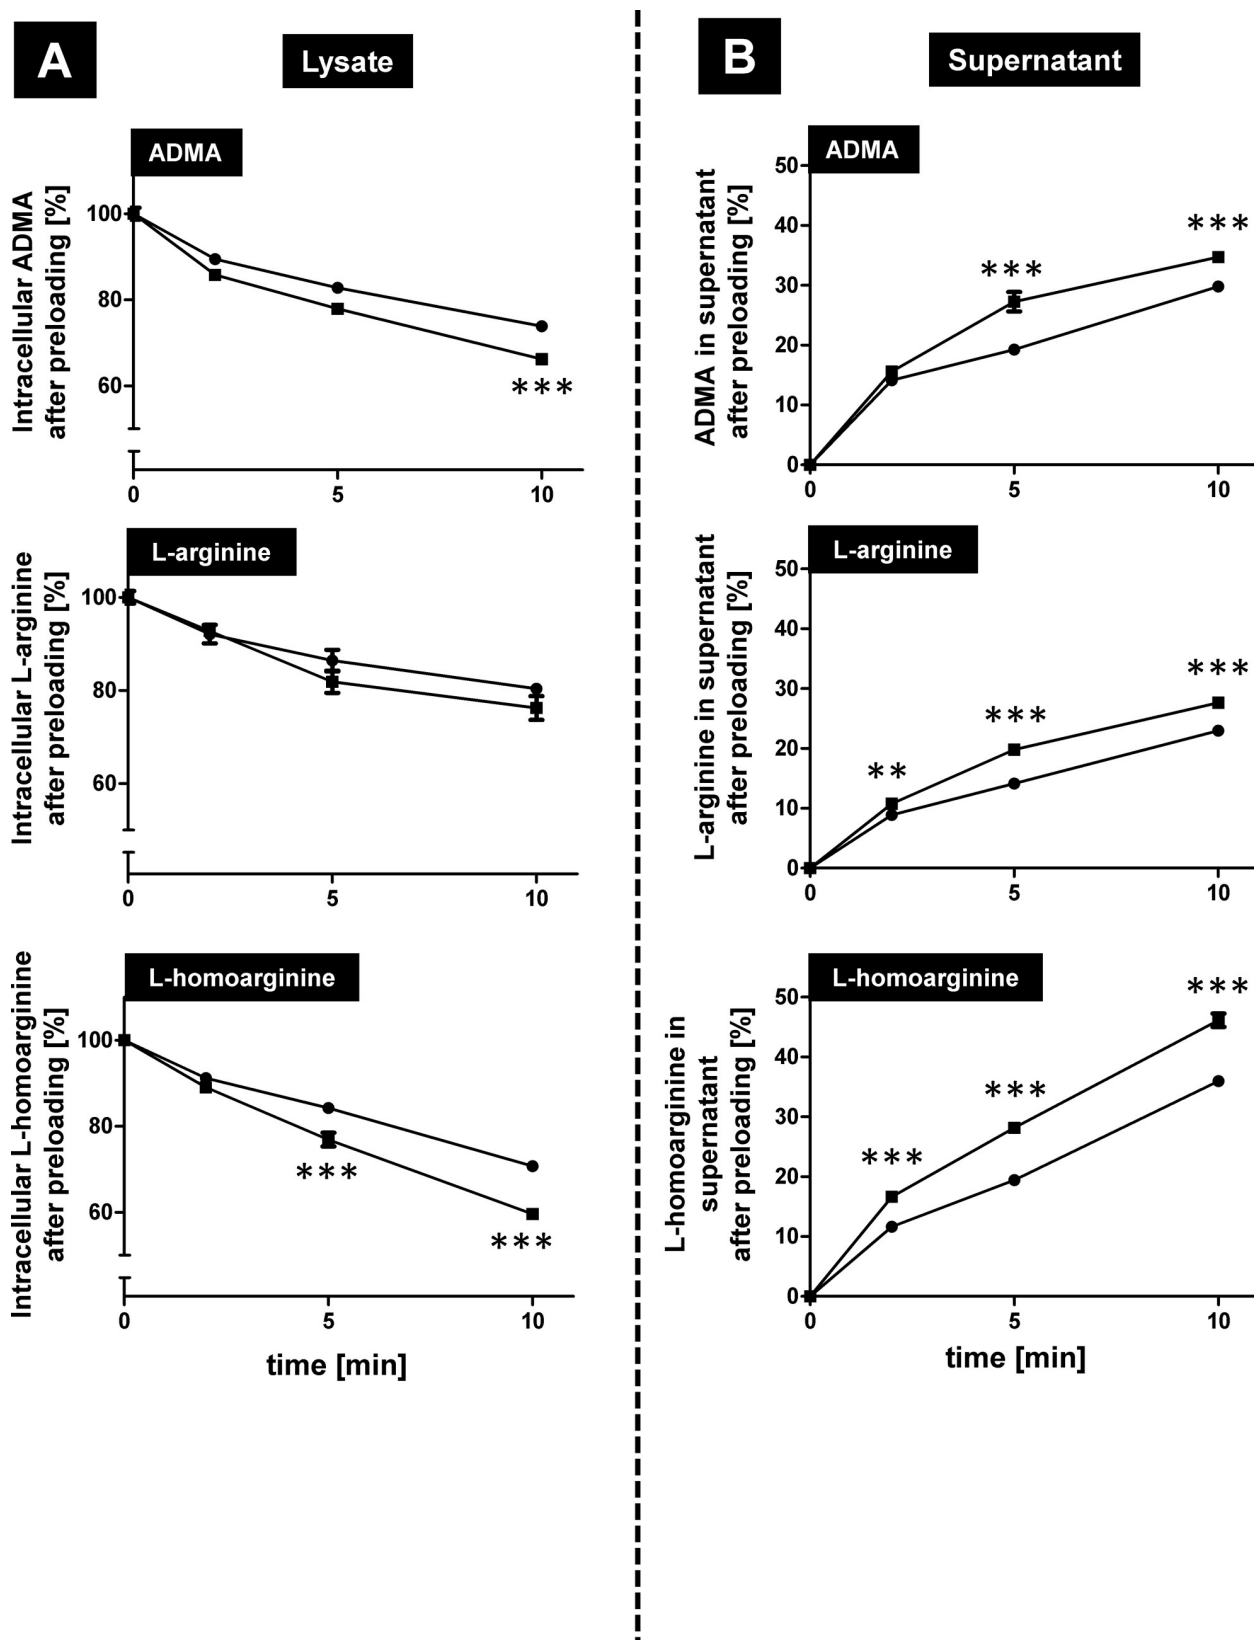 A
Lysate
ADMA
Intracellular ADMA
after preloading [%]
100
80
60
***
0
5
10
L-arginine
Intracellular L-arginine
after preloading [%]
100
80
60
0
5
10
L-homoarginine
Intracellular L-homoarginine
after preloading [%]
100
80
60
***
***
0
5
10
time [min]
B
Supernatant
ADMA
ADMA in supernatant
after preloading [%]
50
40
30
20
10
0
***
***
0
5
10
L-arginine
L-arginine in supernatant
after preloading [%]
50
40
30
20
10
0
**
***
***
0
5
10
L-homoarginine
L-homoarginine in
supernatant
after preloading [%]
50
40
30
20
10
0
***
***
***
0
5
10
time [min]